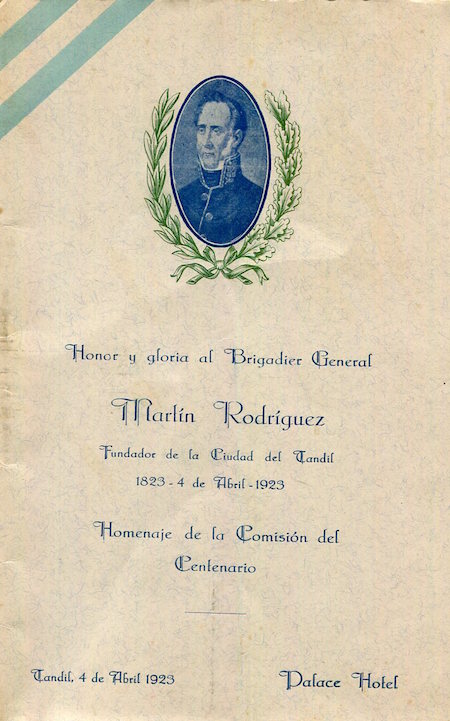 Honor y gloria al Brigadier General
Martín Rodríguez
Fundador de la Ciudad del Tandil
1823 - 4 de Abril - 1923
Homenaje de la Comisión del
Centenario
Tandil, 4 de Abril 1923
Palace Hotel